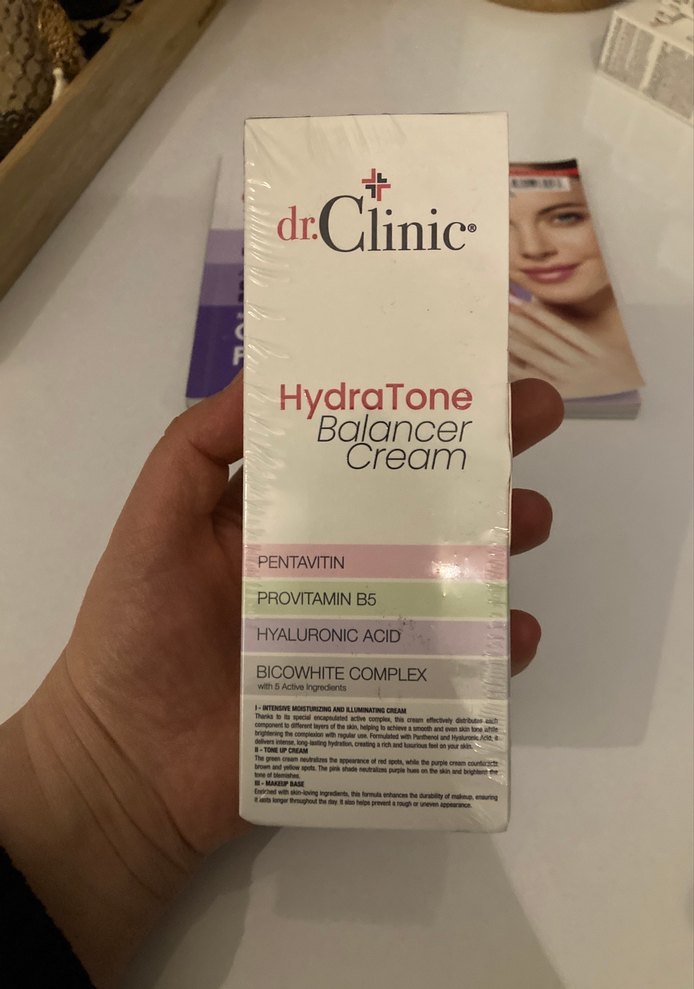 dr.Clinic®
HydraTone
Balancer
Cream
PENTAVITIN
PROVITAMIN B5
HYALURONIC ACID
BICOWHITE COMPLEX
with 5 Active Ingredients
I - INTENSIVE MOISTURIZING AND ILLUMINATING CREAM
Thanks to its special encapsulated active complex, this cream effectively distributes each
component to different layers of the skin, helping to achieve a smooth and even skin tone while
brightening the complexion with regular use. Formulated with Panthenol and Hyaluronic Acid, it
delivers intense, long-lasting hydration, creating a rich and luxurious feel on your skin.
II - TONE UP CREAM
The green cream neutralizes the appearance of red spots, while the purple cream counteracts
brown and yellow spots. The pink shade neutralizes purple hues on the skin and brightens the
tone of blemishes.
III - MAKEUP BASE
Enriched with skin-loving ingredients, this formula enhances the durability of makeup, ensuring
it lasts longer throughout the day. It also helps prevent a rough or uneven appearance.